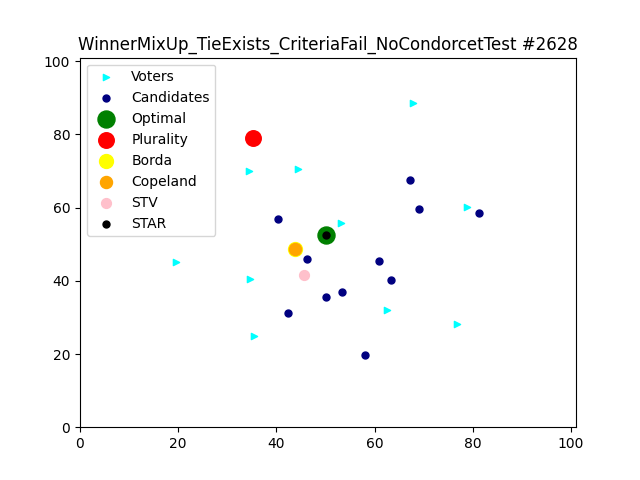 WinnerMixUp_TieExists_CriteriaFail_NoCondorcetTest #2628
100
80
60
40
20
0
Voters
Candidates
Optimal
Plurality
Borda
Copeland
STV
STAR
0 20 40 60 80 100